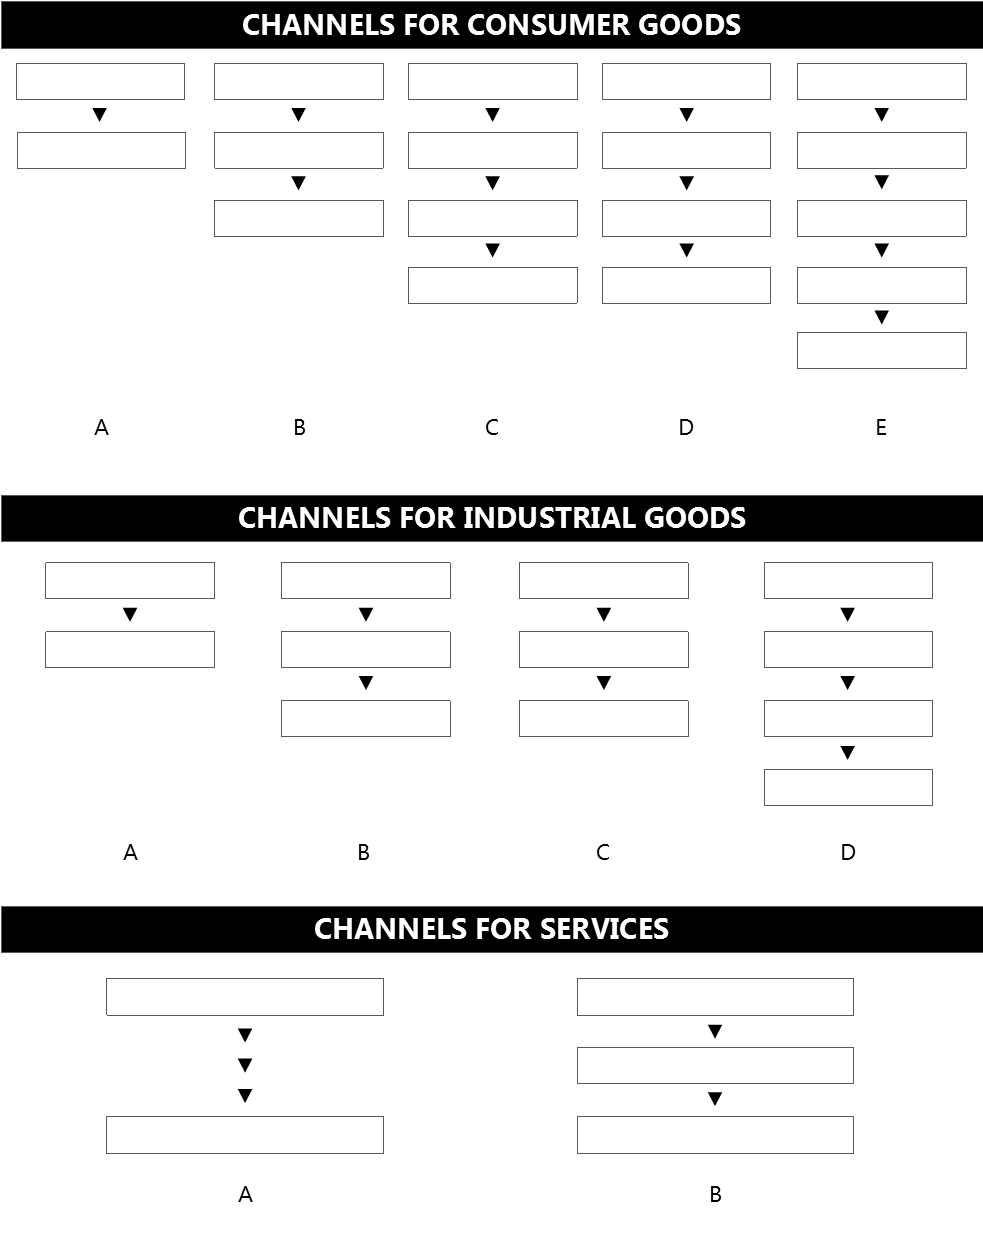 CHANNELS FOR CONSUMER GOODS
A B C D E
CHANNELS FOR INDUSTRIAL GOODS
A B C D
CHANNELS FOR SERVICES
A B